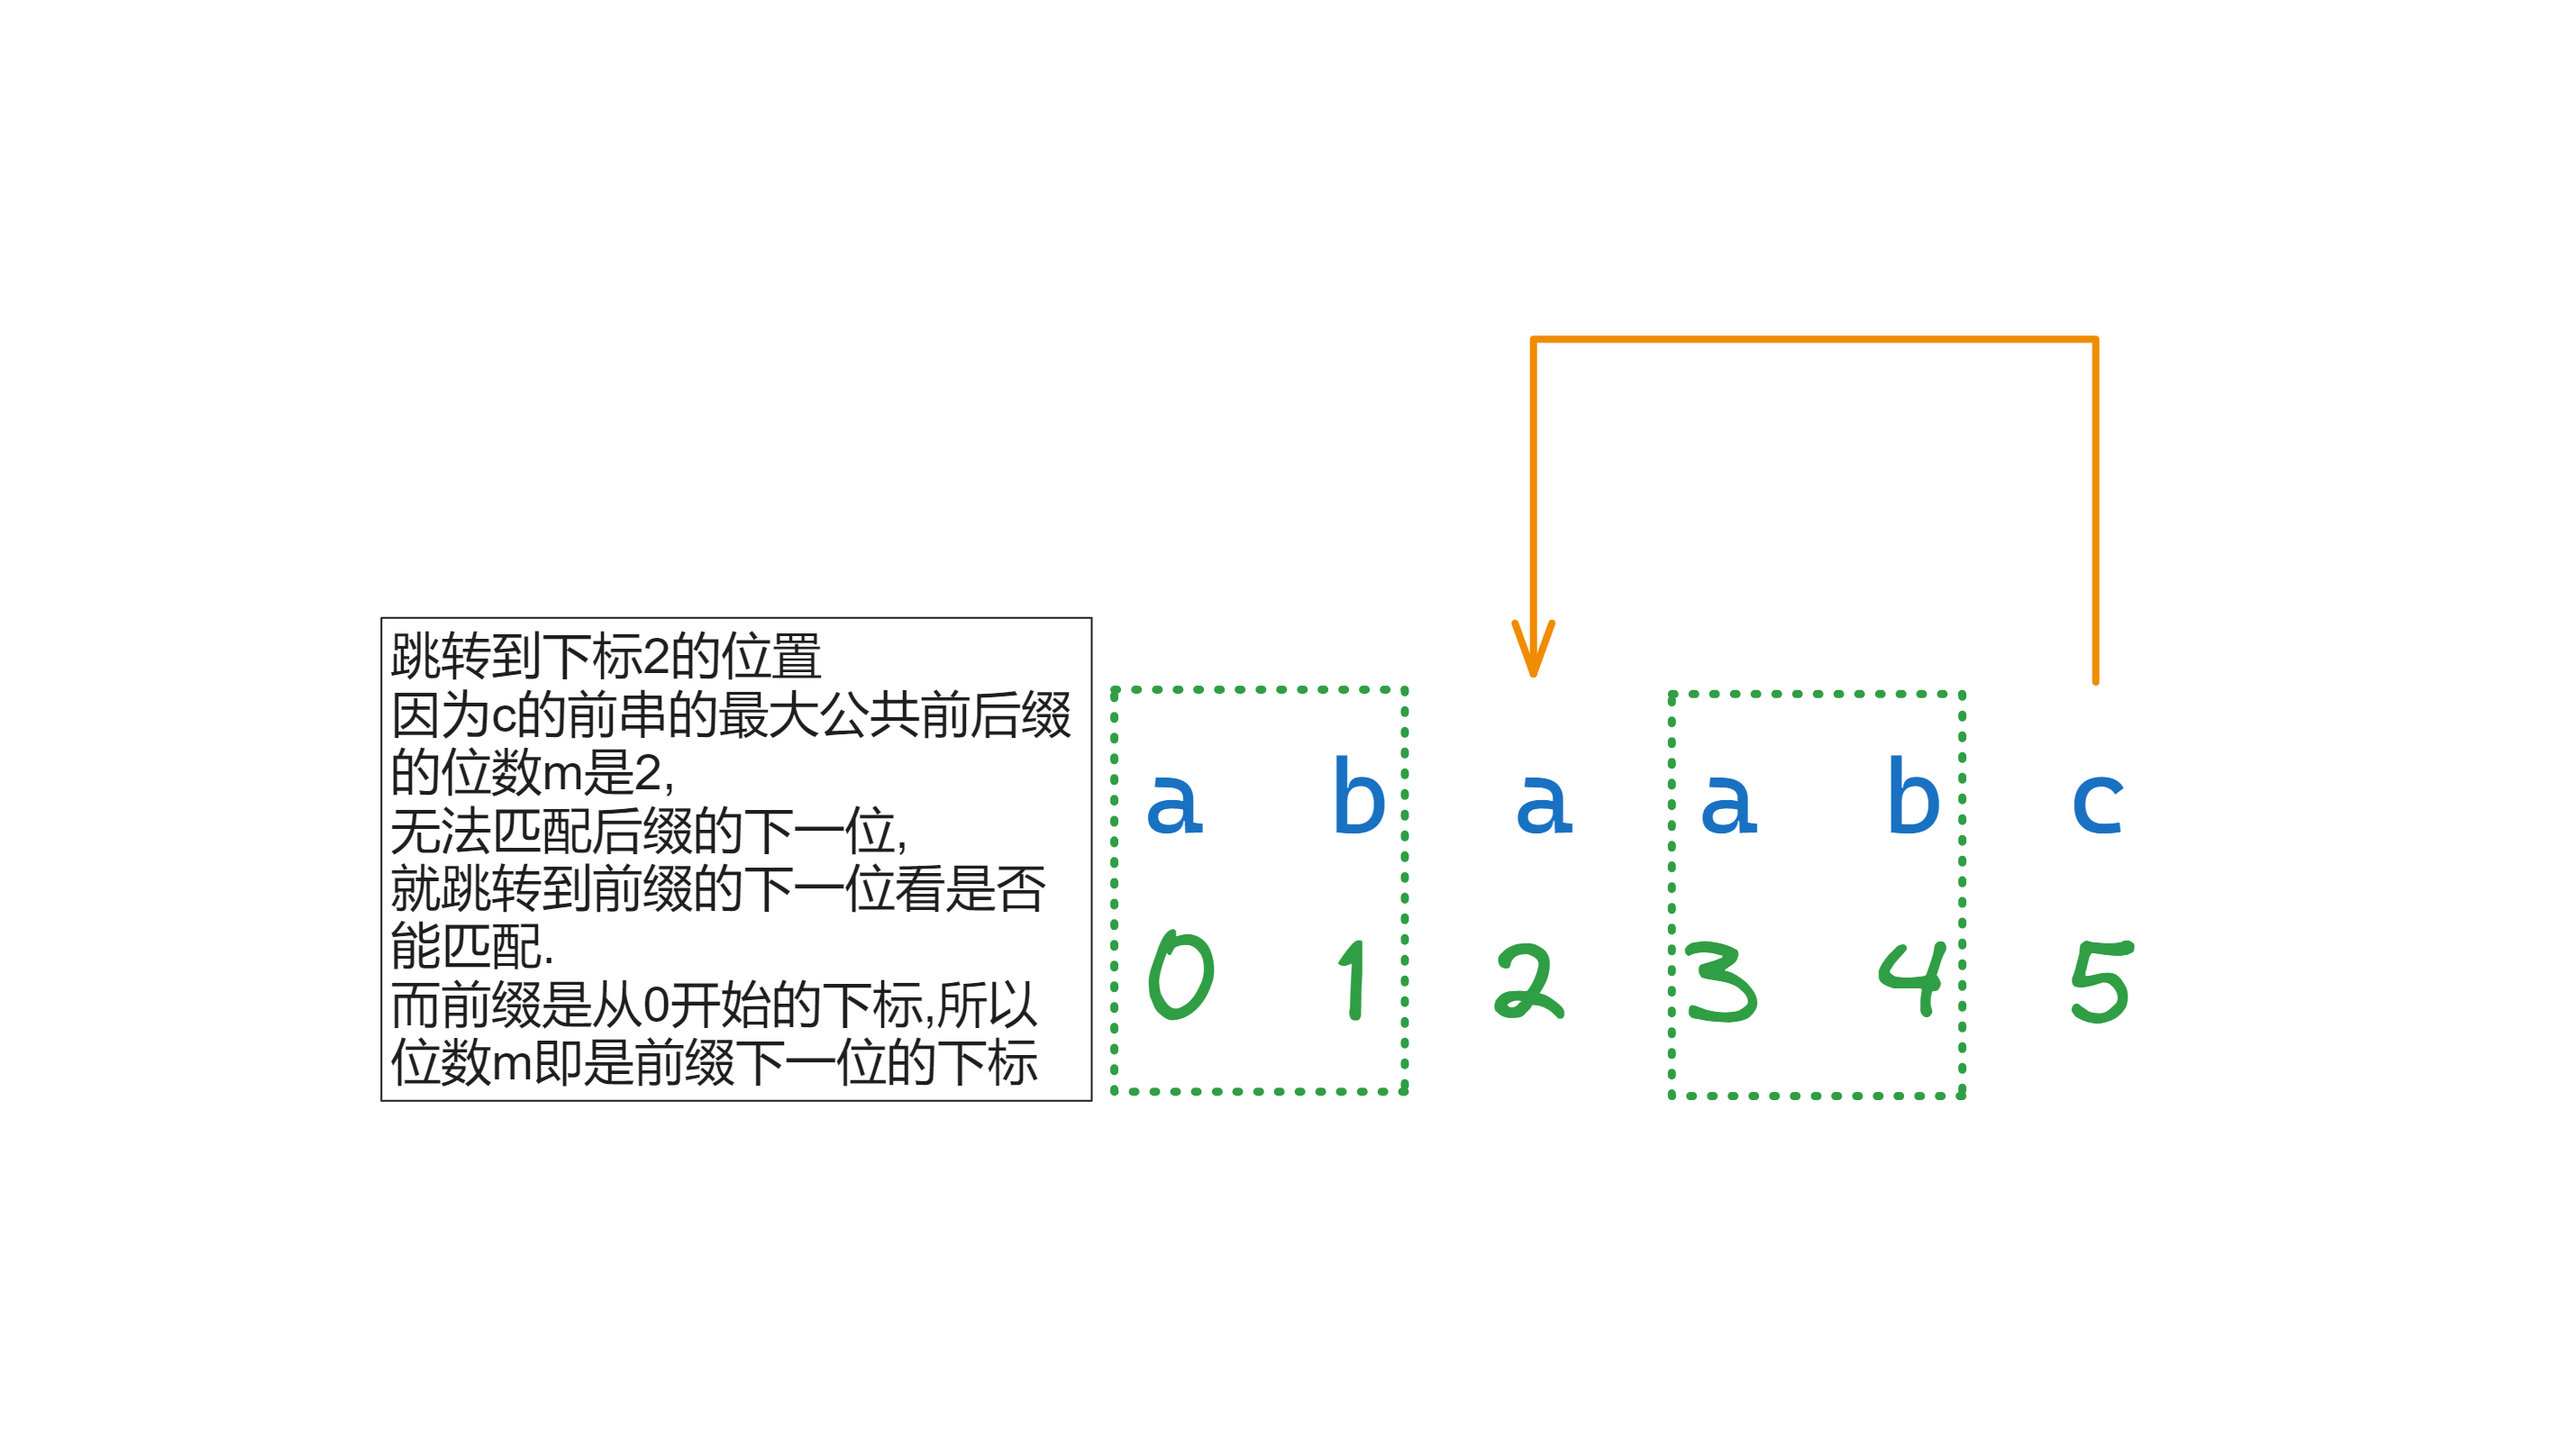 跳转到下标2的位置
因为c的前串的最大公共前后缀
的位数m是2,
无法匹配后缀的下一位,
就跳转到前缀的下一位看是否
能匹配.
而前缀是从0开始的下标,所以
位数m即是前缀下一位的下标
a b a a b c
0 1 2 3 4 5